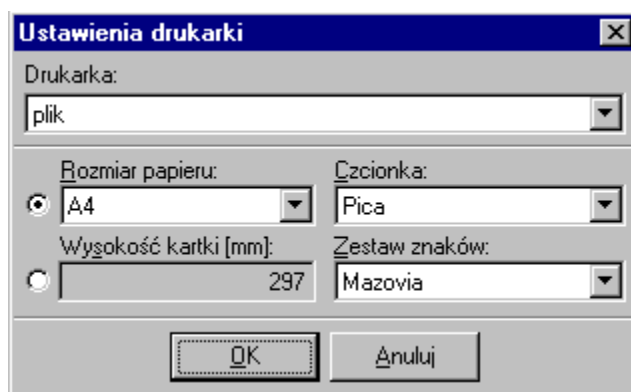 Ustawienia drukarki
Drukarka:
plik
Rozmiar papieru:
Czcionka:
A4
Pica
Wysokość kartki [mm]:
Zestaw znaków:
297
Mazovia
OK
Anuluj